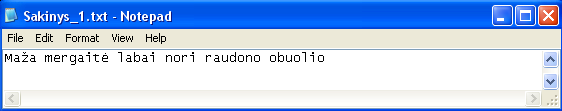 Sakinys_1.txt - Notepad
File Edit Format View Help
Maža mergaitė labai nori raudono obuolio